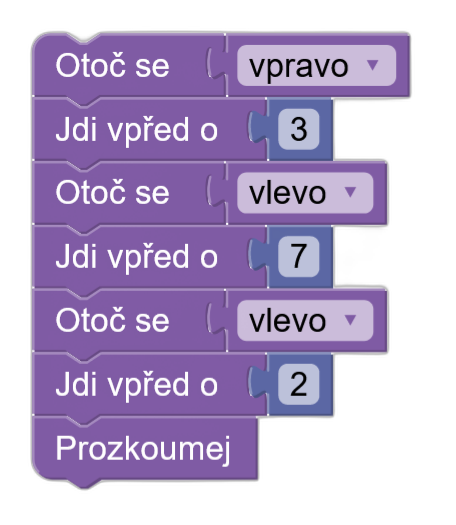 Otoč se vpravo
Jdi vpřed o 3
Otoč se vlevo
Jdi vpřed o 7
Otoč se vlevo
Jdi vpřed o 2
Prozkoumej